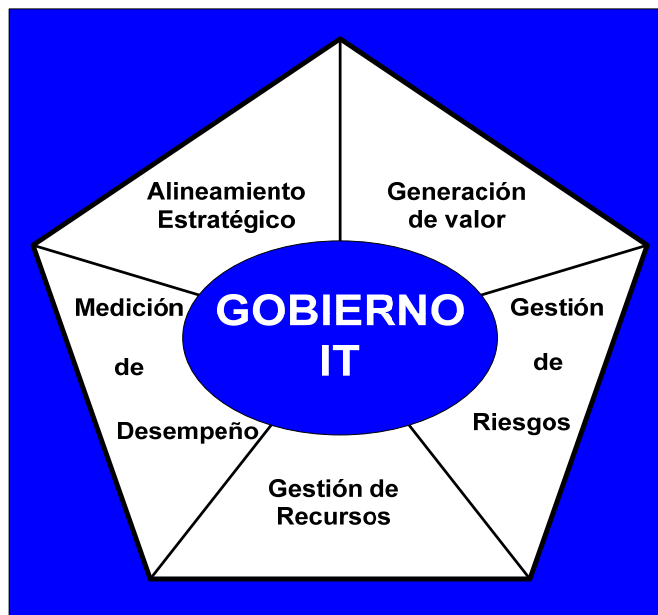 Alineamiento
Estratégico
Generación
de valor
Medición
de
Desempeño
GOBIERNO
IT
Gestión
de
Riesgos
Gestión de
Recursos